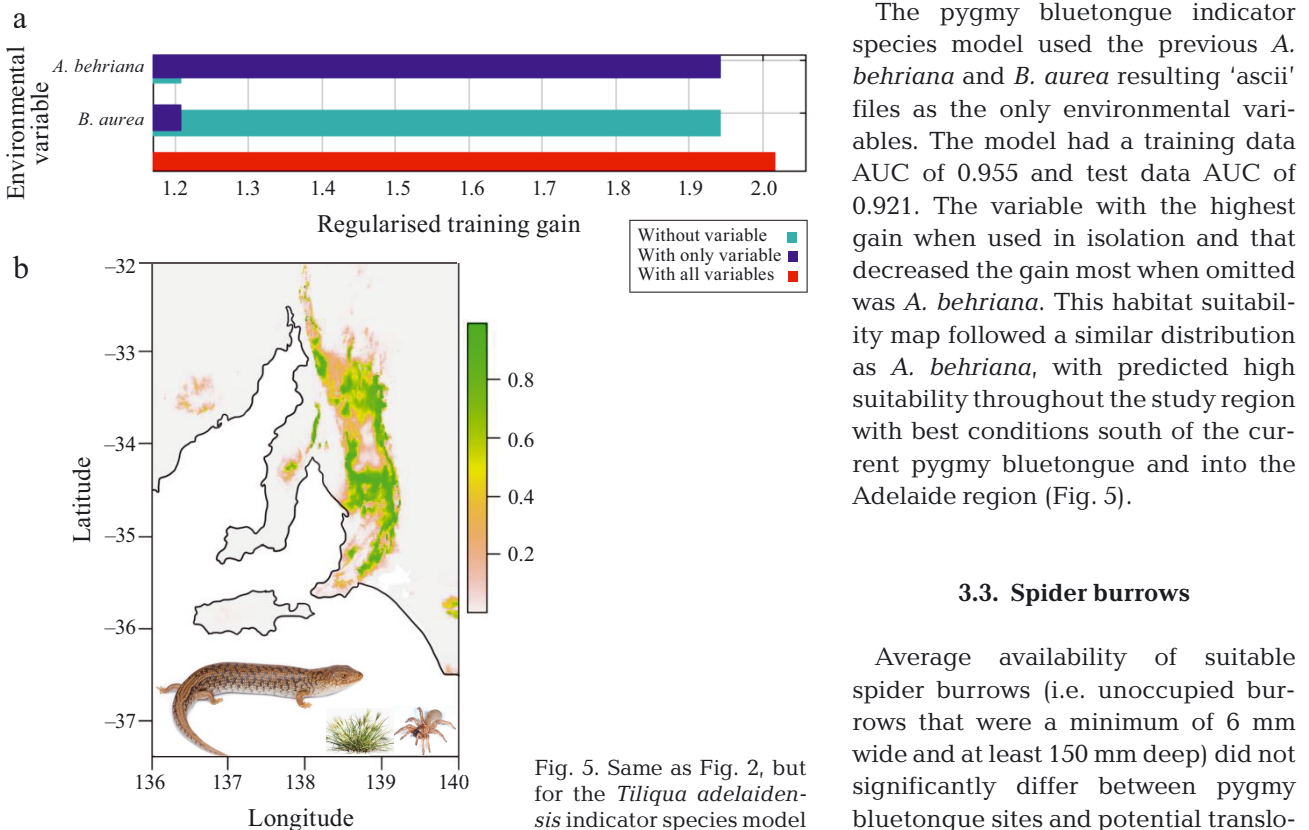 a
Environmental
variable
A. behriana
B. aurea
1.2 1.3 1.4 1.5 1.6 1.7 1.8 1.9 2.0
Regularised training gain
Without variable
With only variable
With all variables
b
Latitude
–32
–33
–34
–35
–36
–37
136 137 138 139 140
Longitude
0.8
0.6
0.4
0.2
Fig. 5. Same as Fig. 2, but
for the Tiliqua adelaiden-
sis indicator species model
The pygmy bluetongue indicator
species model used the previous A.
behriana and B. aurea resulting ‘ascii’
files as the only environmental vari-
ables. The model had a training data
AUC of 0.955 and test data AUC of
0.921. The variable with the highest
gain when used in isolation and that
decreased the gain most when omitted
was A. behriana. This habitat suitabil-
ity map followed a similar distribution
as A. behriana, with predicted high
suitability throughout the study region
with best conditions south of the cur-
rent pygmy bluetongue and into the
Adelaide region (Fig. 5).
3.3. Spider burrows
Average availability of suitable
spider burrows (i.e. unoccupied bur-
rows that were a minimum of 6 mm
wide and at least 150 mm deep) did not
significantly differ between pygmy
bluetongue sites and potential translo-